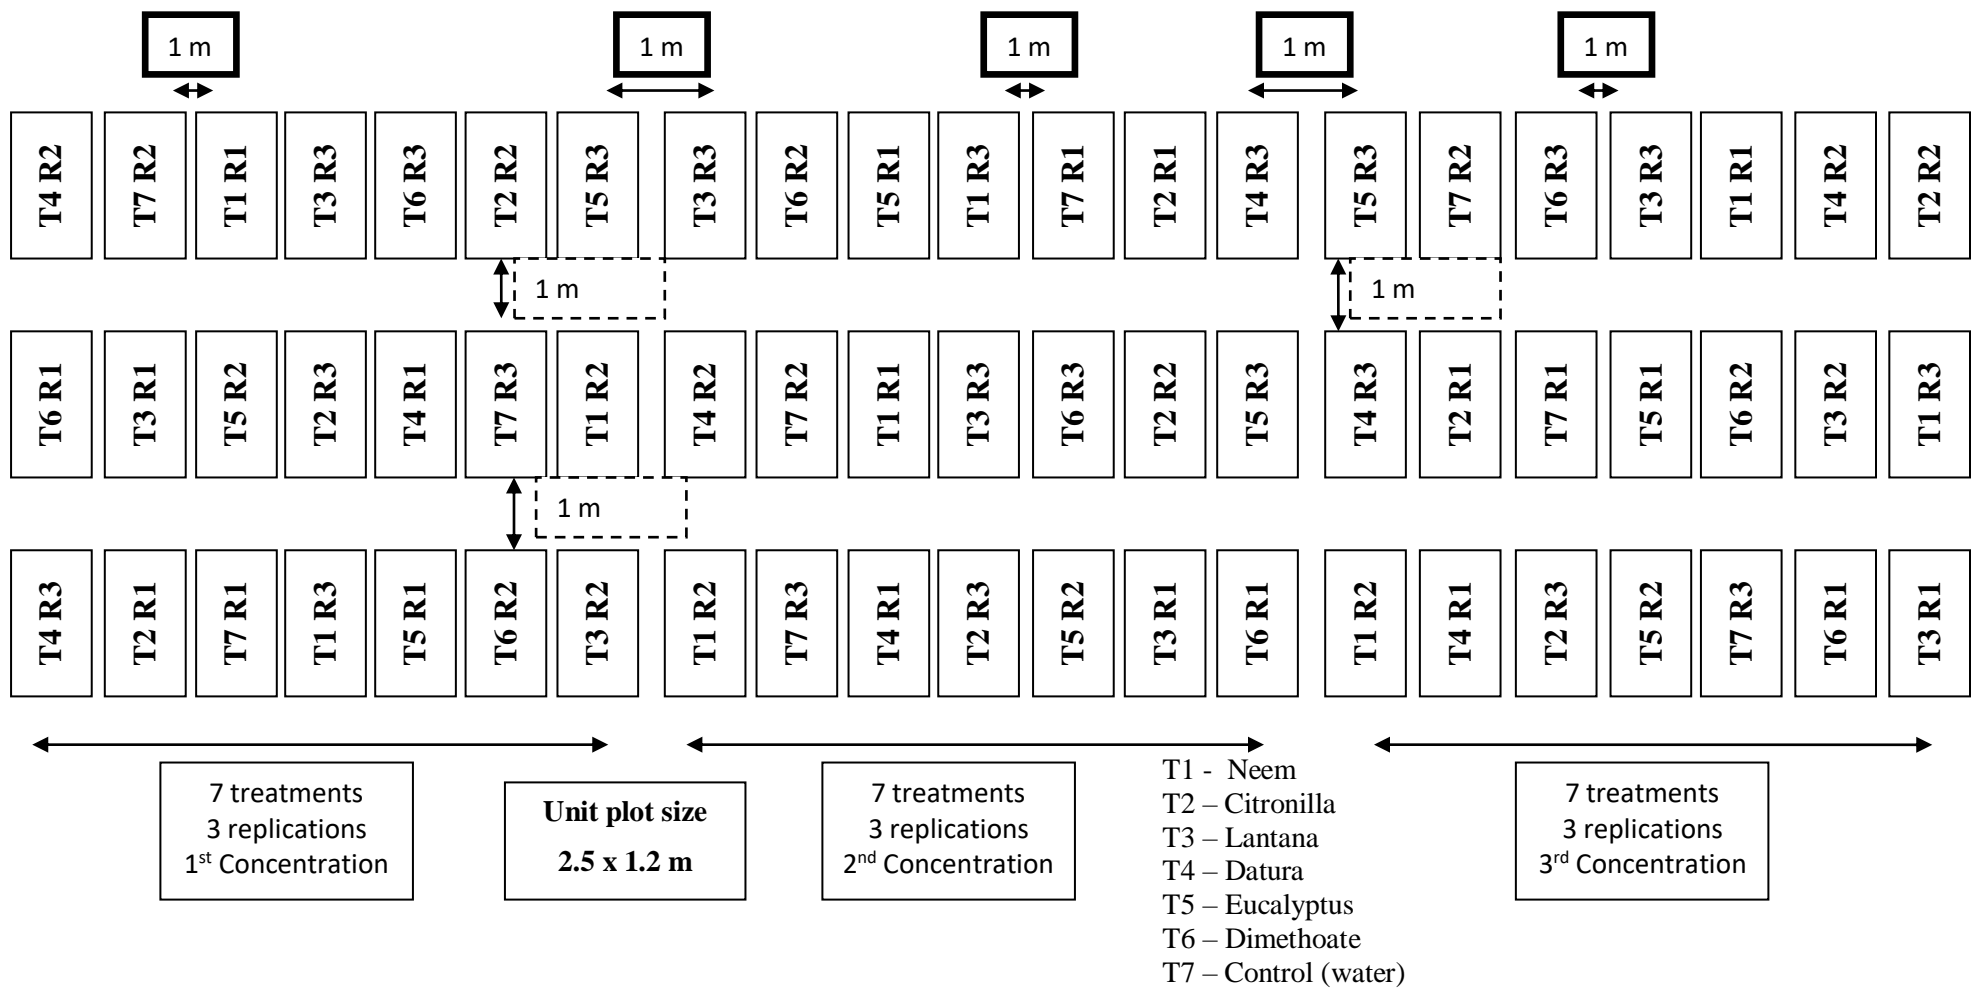 1 m
1 m
1 m
1 m
1 m
T4 R2
T7 R2
T1 R1
T3 R3
T6 R3
T2 R2
T5 R3
T3 R3
T6 R2
T5 R1
T1 R3
T7 R1
T2 R1
T4 R3
T5 R3
T7 R2
T6 R3
T3 R3
T1 R1
T4 R2
T2 R2
1 m
1 m
T6 R1
T3 R1
T5 R2
T2 R3
T4 R1
T7 R3
T1 R2
T4 R2
T7 R2
T1 R1
T3 R3
T6 R3
T2 R2
T5 R3
T4 R3
T2 R1
T7 R1
T5 R1
T6 R2
T3 R2
T1 R3
1 m
T4 R3
T2 R1
T7 R1
T1 R3
T5 R1
T6 R2
T3 R2
T1 R2
T7 R3
T4 R1
T2 R3
T5 R2
T3 R1
T6 R1
T1 R2
T4 R1
T2 R3
T5 R2
T7 R3
T6 R1
T3 R1
7 treatments
3 replications
1st Concentration
Unit plot size
2.5 x 1.2 m
7 treatments
3 replications
2nd Concentration
T1 - Neem
T2 – Citronilla
T3 – Lantana
T4 – Datura
T5 – Eucalyptus
T6 – Dimethoate
T7 – Control (water)
7 treatments
3 replications
3rd Concentration